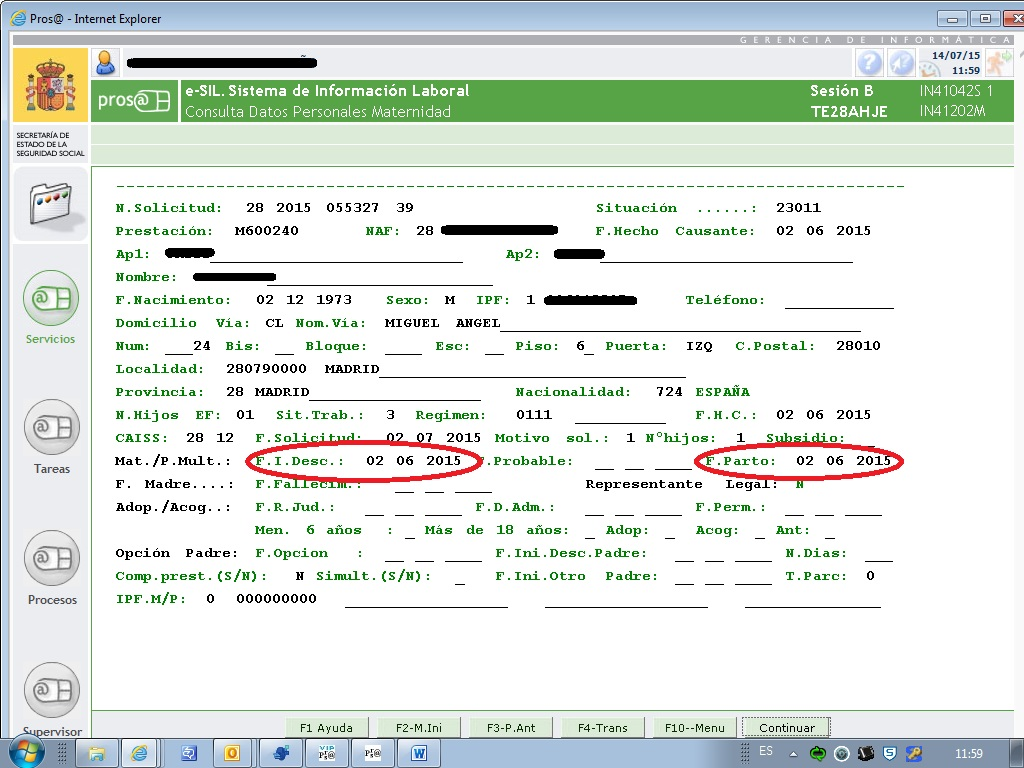 Pros@ - Internet Explorer
GERENCIA DE INFORMÁTICA
14/07/15
11:59
pros@
e-SIL. Sistema de Información Laboral
Sesión B
IN41042S 1
Consulta Datos Personales Maternidad
TE28AHJE
IN41202M
SECRETARÍA DE
ESTADO DE LA
SEGURIDAD SOCIAL
N.Solicitud: 28 2015 055327 39 Situación ......: 23011
Prestación: M600240 NAF: 28 F.Hecho Causante: 02 06 2015
Ap1: Ap2:
Nombre:
F.Nacimiento: 02 12 1973 Sexo: M IPF: 1 Teléfono:
Domicilio Vía: CL Nom.Vía: MIGUEL ANGEL
Num: 24 Bis: Bloque: Esc: Piso: 6 Puerta: IZQ C.Postal: 28010
Localidad: 280790000 MADRID
Provincia: 28 MADRID Nacionalidad: 724 ESPAÑA
N.Hijos EF: 01 Sit.Trab.: 3 Regimen: 0111 F.H.C.: 02 06 2015
CAISS: 28 12 F.Solicitud: 02 07 2015 Motivo sol.: 1 NºHijos: 1 Subsidio:
Mat./P.Mult.: F.I.Desc.: 02 06 2015 F.Probable: F.Parto: 02 06 2015
F. Madre....: F.Fallecim.: Representante Legal: N
Adop./Acog..: F.R.Jud.: F.D.Adm.: F.Perm.:
Men. 6 años : Más de 18 años: Adop: Acog: Ant:
Opción Padre: F.Opcion : F.Ini.Desc.Padre: N.Dias:
Comp.prest.(S/N): N Simult.(S/N): F.Ini.Otro Padre: T.Parc: 0
IPF.M/P: 0 000000000
Servicios
Tareas
Procesos
Supervisor
F1 Ayuda
F2-M.Ini
F3-P.Ant
F4-Trans
F10--Menu
Continuar
ES
11:59